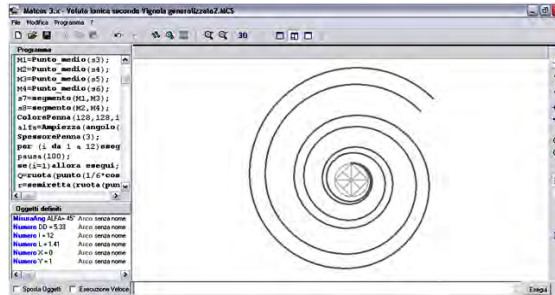 Matcos 3.x - Voluta ionica secondo Vignola generalizzato2.MCS
File Modifica Programma ?
3D
Programma
M1=Punto_medio(s3);
M2=Punto_medio(s4);
M3=Punto_medio(s5);
M4=Punto_medio(s6);
s7=segmento(M1,M3);
s8=segmento(M2,M4);
ColorePenna(128,128,1
alfa=Ampiezza(angolo(
SpessorePenna(3);
per (i da 1 a 12)eseg
pausa(100);
se(i=1)allora esegui;
Q=ruota(punto(1/6*cos
r=semiretta(ruota(pun
Oggetti definiti
MisuraAng ALFA= 45° Arco senza nome
Numero DD = 5.33 Arco senza nome
Numero I = 12 Arco senza nome
Numero L = 1.41 Arco senza nome
Numero X = 0 Arco senza nome
Numero Y = 1 Arco senza nome
Sposta Oggetti Esecuzione Veloce Esegui